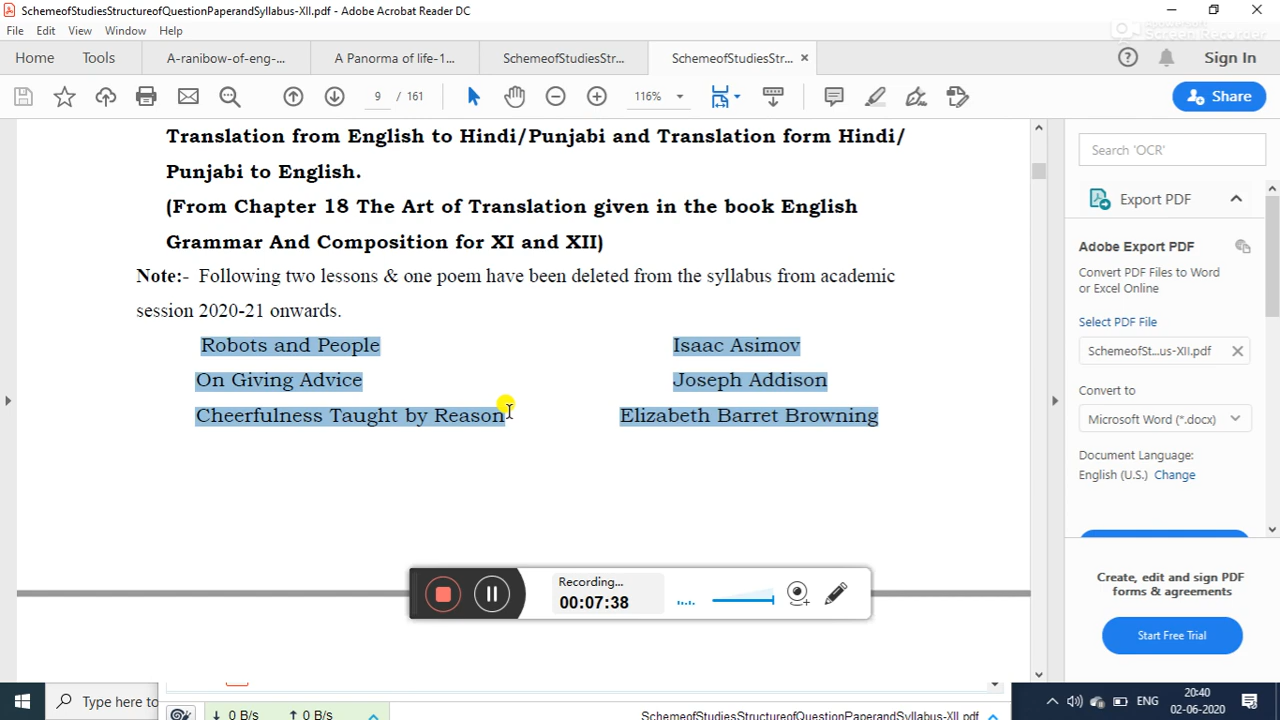 SchemeofStudiesStructureofQuestionPaperandSyllabus-XII.pdf - Adobe Acrobat Reader DC
File Edit View Window Help
Home Tools A-ranibow-of-eng-... A Panorma of life-1... SchemeofStudiesStr... SchemeofStudiesStr... ×
Sign In
9 / 161 116% Share
Translation from English to Hindi/Punjabi and Translation form Hindi/
Punjabi to English.
(From Chapter 18 The Art of Translation given in the book English
Grammar And Composition for XI and XII)
Note:- Following two lessons & one poem have been deleted from the syllabus from academic
session 2020-21 onwards.
Robots and People Isaac Asimov
On Giving Advice Joseph Addison
Cheerfulness Taught by Reason Elizabeth Barret Browning
Search 'OCR'
Export PDF
Adobe Export PDF
Convert PDF Files to Word
or Excel Online
Select PDF File
SchemeofSt...us-XII.pdf
Convert to
Microsoft Word (*.docx)
Document Language:
English (U.S.) Change
Create, edit and sign PDF
forms & agreements
Start Free Trial
Recording...
00:07:38
Type here to
0 B/s 0 B/s
SchemeofStudiesStructureofQuestionPaperandSyllabus-XII.pdf
ENG
20:40
02-06-2020